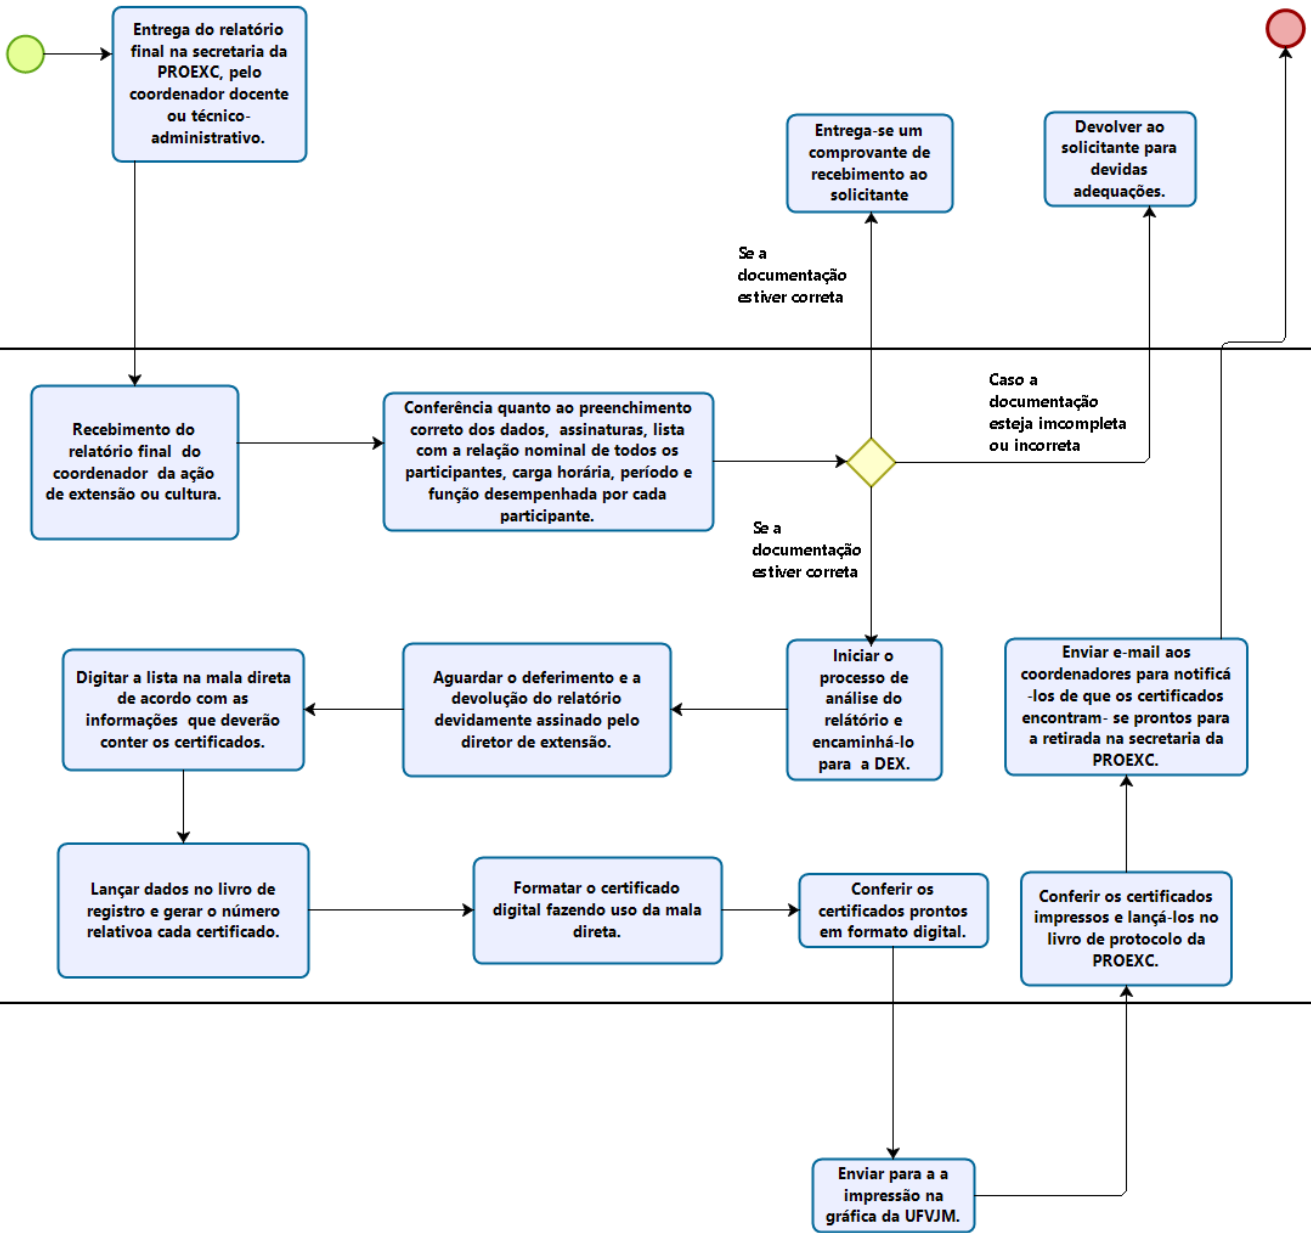 Entrega do relatório
final na secretaria da
PROEXC, pelo
coordenador docente
ou técnico-
administrativo.
Entrega-se um
comprovante de
recebimento ao
solicitante
Devolver ao
solicitante para
devidas
adequações.
Se a
documentação
estiver correta
Recebimento do
relatório final do
coordenador da ação
de extensão ou cultura.
Conferência quanto ao preenchimento
correto dos dados, assinaturas, lista
com a relação nominal de todos os
participantes, carga horária, período e
função desempenhada por cada
participante.
Caso a
documentação
esteja imcompleta
ou incorreta
Se a
documentação
estiver correta
Digitar a lista na mala direta
de acordo com as
informações que deverão
conter os certificados.
Aguardar o deferimento e a
devolução do relatório
devidamente assinado pelo
diretor de extensão.
Iniciar o
processo de
análise do
relátório e
encaminhá-lo
para a DEX.
Enviar e-mail aos
coordenadores para notificá
-los de que os certificados
encontram- se prontos para
a retirada na secretaria da
PROEXC.
Lançar dados no livro de
registro e gerar o número
relativoa cada certificado.
Formatar o certificado
digital fazendo uso da mala
direta.
Conferir os
certificados prontos
em formato digital.
Conferir os certificados
impressos e lançá-los no
livro de protocolo da
PROEXC.
Enviar para a a
impressão na
gráfica da UFVJM.